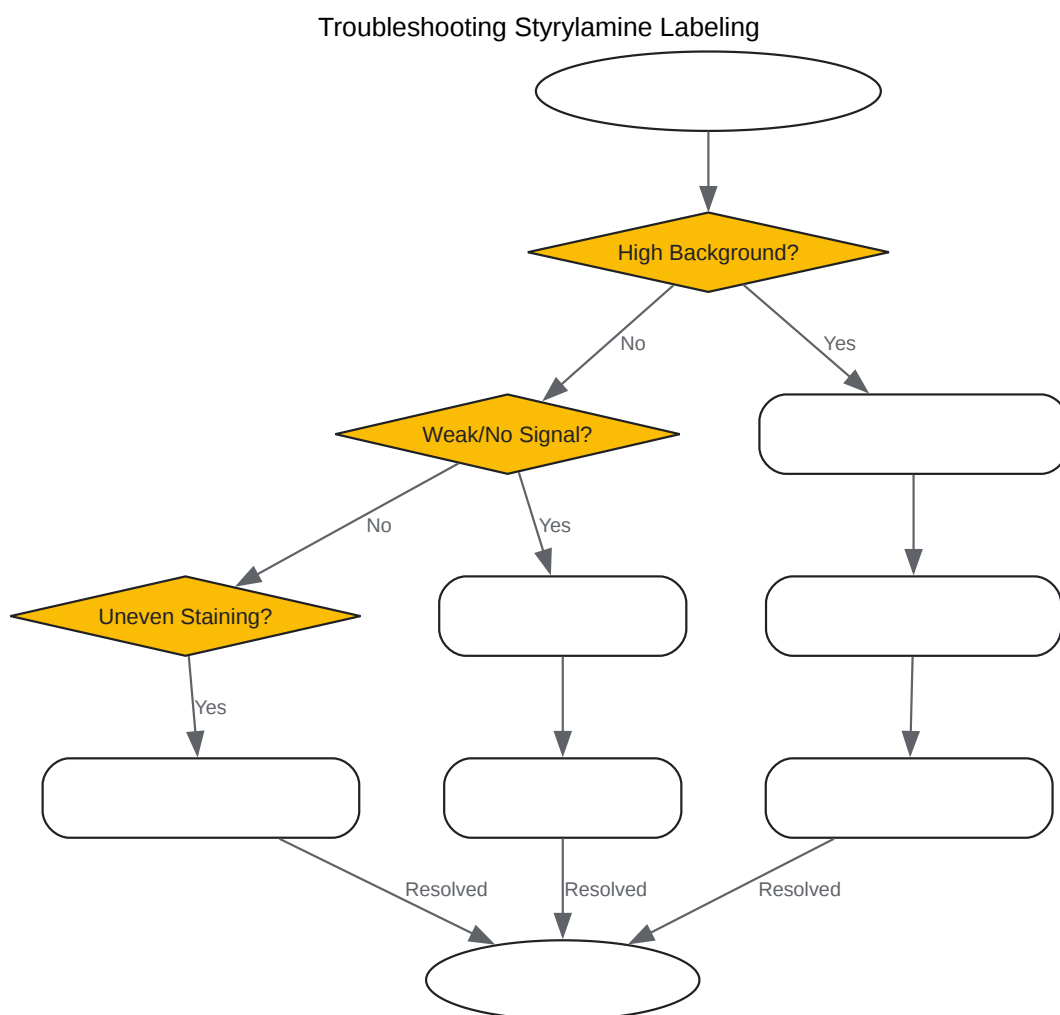 Troubleshooting Styrylamine Labeling
High Background?
No
Yes
Weak/No Signal?
No
Yes
Uneven Staining?
Yes
Resolved
Resolved
Resolved